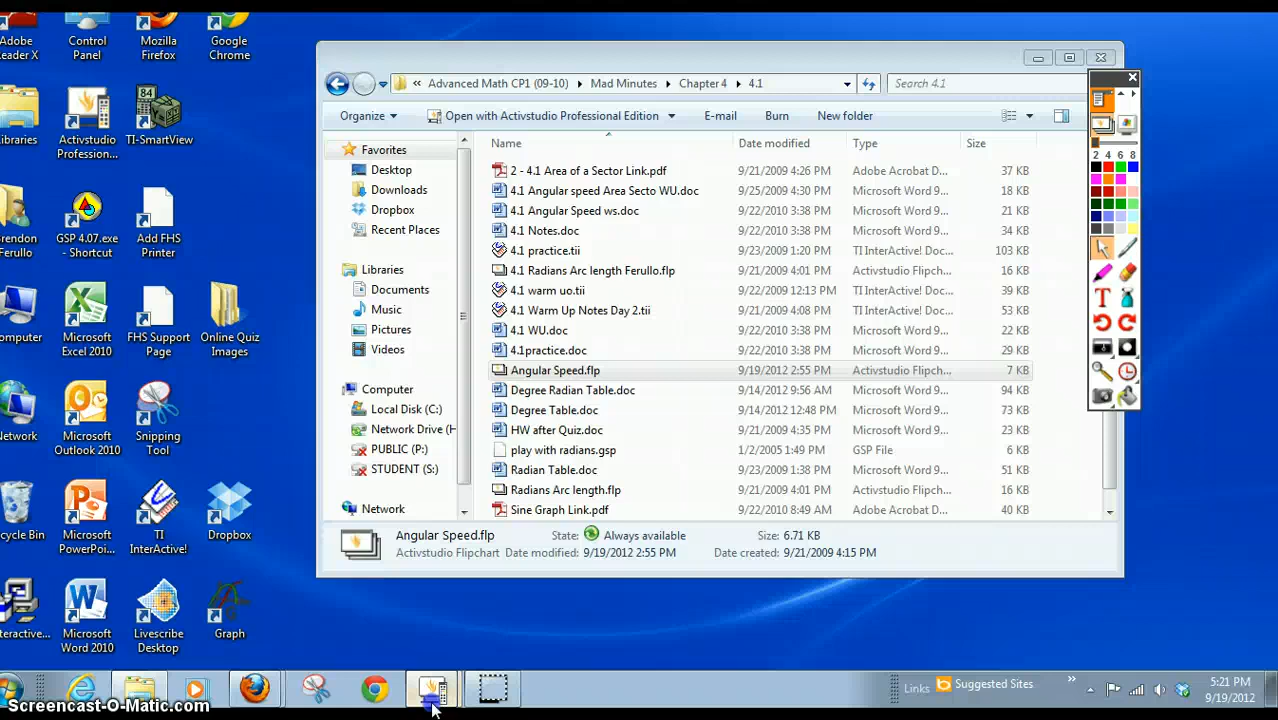 Adobe
Reader X
Control
Panel
Mozilla
Firefox
Google
Chrome
Libraries
Activstudio
Profession...
TI-SmartView
Brendon
Ferullo
GSP 4.07.exe
- Shortcut
Add FHS
Printer
Computer
Microsoft
Excel 2010
FHS Support
Page
Online Quiz
Images
Network
Microsoft
Outlook 2010
Snipping
Tool
Recycle Bin
Microsoft
PowerPoi...
TI
InterActive!
Dropbox
nteractive...
Microsoft
Word 2010
Livescribe
Desktop
Graph
« Advanced Math CP1 (09-10) Mad Minutes Chapter 4 4.1
Search 4.1
Organize Open with Activstudio Professional Edition E-mail Burn New folder
Favorites
Desktop
Downloads
Dropbox
Recent Places
Libraries
Documents
Music
Pictures
Videos
Computer
Local Disk (C:)
Network Drive (H
PUBLIC (P:)
STUDENT (S:)
Network
Name Date modified Type Size
2 - 4.1 Area of a Sector Link.pdf 9/21/2009 4:26 PM Adobe Acrobat D... 37 KB
4.1 Angular speed Area Secto WU.doc 9/25/2009 4:30 PM Microsoft Word 9... 18 KB
4.1 Angular Speed ws.doc 9/22/2010 3:38 PM Microsoft Word 9... 21 KB
4.1 Notes.doc 9/22/2010 3:38 PM Microsoft Word 9... 34 KB
4.1 practice.tii 9/23/2009 1:20 PM TI InterActive! Doc... 103 KB
4.1 Radians Arc length Ferullo.flp 9/21/2009 4:01 PM Activstudio Flipch... 16 KB
4.1 warm uo.tii 9/22/2009 12:13 PM TI InterActive! Doc... 39 KB
4.1 Warm Up Notes Day 2.tii 9/21/2009 4:08 PM TI InterActive! Doc... 53 KB
4.1 WU.doc 9/22/2010 3:38 PM Microsoft Word 9... 22 KB
4.1practice.doc 9/22/2010 3:38 PM Microsoft Word 9... 29 KB
Angular Speed.flp 9/19/2012 2:55 PM Activstudio Flipch... 7 KB
Degree Radian Table.doc 9/14/2012 9:56 AM Microsoft Word 9... 94 KB
Degree Table.doc 9/14/2012 12:48 PM Microsoft Word 9... 73 KB
HW after Quiz.doc 9/21/2009 4:35 PM Microsoft Word 9... 23 KB
play with radians.gsp 1/2/2005 1:49 PM GSP File 6 KB
Radian Table.doc 9/23/2009 1:38 PM Microsoft Word 9... 51 KB
Radians Arc length.flp 9/21/2009 4:01 PM Activstudio Flipch... 16 KB
Sine Graph Link.pdf 9/22/2010 8:49 AM Adobe Acrobat D... 40 KB
Angular Speed.flp State: Always available Size: 6.71 KB
Activstudio Flipchart Date modified: 9/19/2012 2:55 PM Date created: 9/21/2009 4:15 PM
2 4 6 8
T
84
Links Suggested Sites
5:21 PM
9/19/2012
Screencast-O-Matic.com